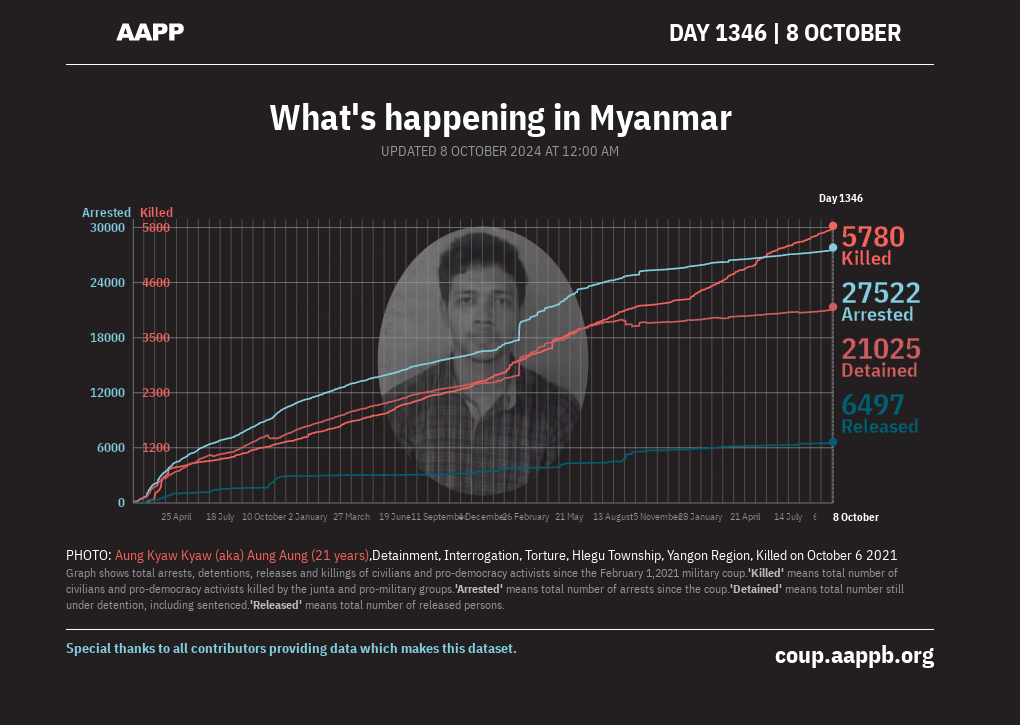 AAPP
DAY 1346 | 8 OCTOBER
What's happening in Myanmar
UPDATED 8 OCTOBER 2024 AT 12:00 AM
Day 1346
Arrested Killed
30000 5800
24000 4600
18000 3500
12000 2300
6000 1200
0
5780
Killed
27522
Arrested
21025
Detained
6497
Released
25 April 18 July 10 October 2 January 27 March 19 June 11 September 4 December 26 February 21 May 13 August 5 November 28 January 21 April 14 July 6 8 October
PHOTO: Aung Kyaw Kyaw (aka) Aung Aung (21 years),Detainment, Interrogation, Torture, Hlegu Township, Yangon Region, Killed on October 6 2021
Graph shows total arrests, detentions, releases and killings of civilians and pro-democracy activists since the February 1,2021 military coup.'Killed' means total number of
civilians and pro-democracy activists killed by the junta and pro-military groups.'Arrested' means total number of arrests since the coup.'Detained' means total number still
under detention, including sentenced.'Released' means total number of released persons.
Special thanks to all contributors providing data which makes this dataset.
coup.aappb.org